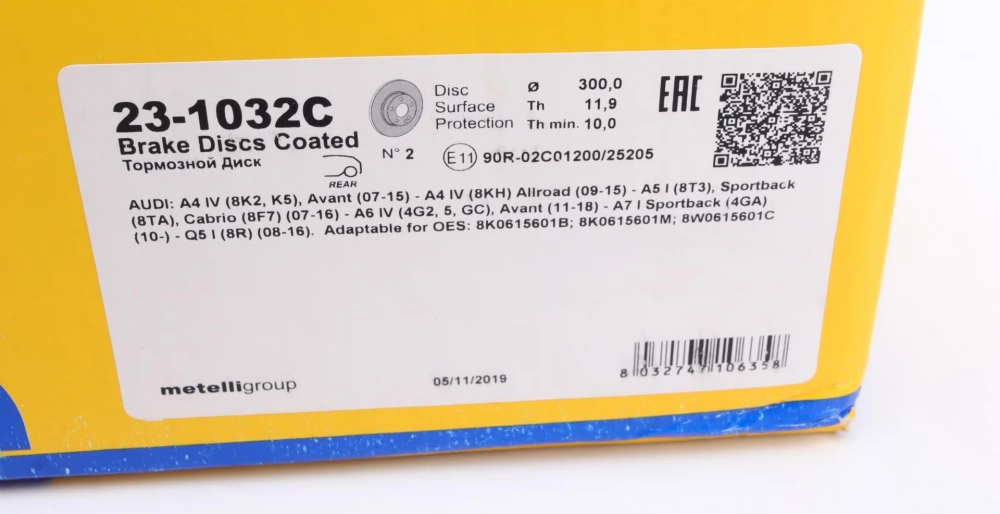 23-1032C
Brake Discs Coated
Тормозной Диск
REAR
N° 2
Disc
Surface
Protection
Ø 300,0
Th 11,9
Th min. 10,0
EAC
E11 90R-02C01200/25205
AUDI: A4 IV (8K2, K5), Avant (07-15) - A4 IV (8KH) Allroad (09-15) - A5 I (8T3), Sportback
(8TA), Cabrio (8F7) (07-16) - A6 IV (4G2, 5, GC), Avant (11-18) - A7 I Sportback (4GA)
(10-) - Q5 I (8R) (08-16). Adaptable for OES: 8K0615601B; 8K0615601M; 8W0615601C
metelligroup
05/11/2019
8 032747 106358